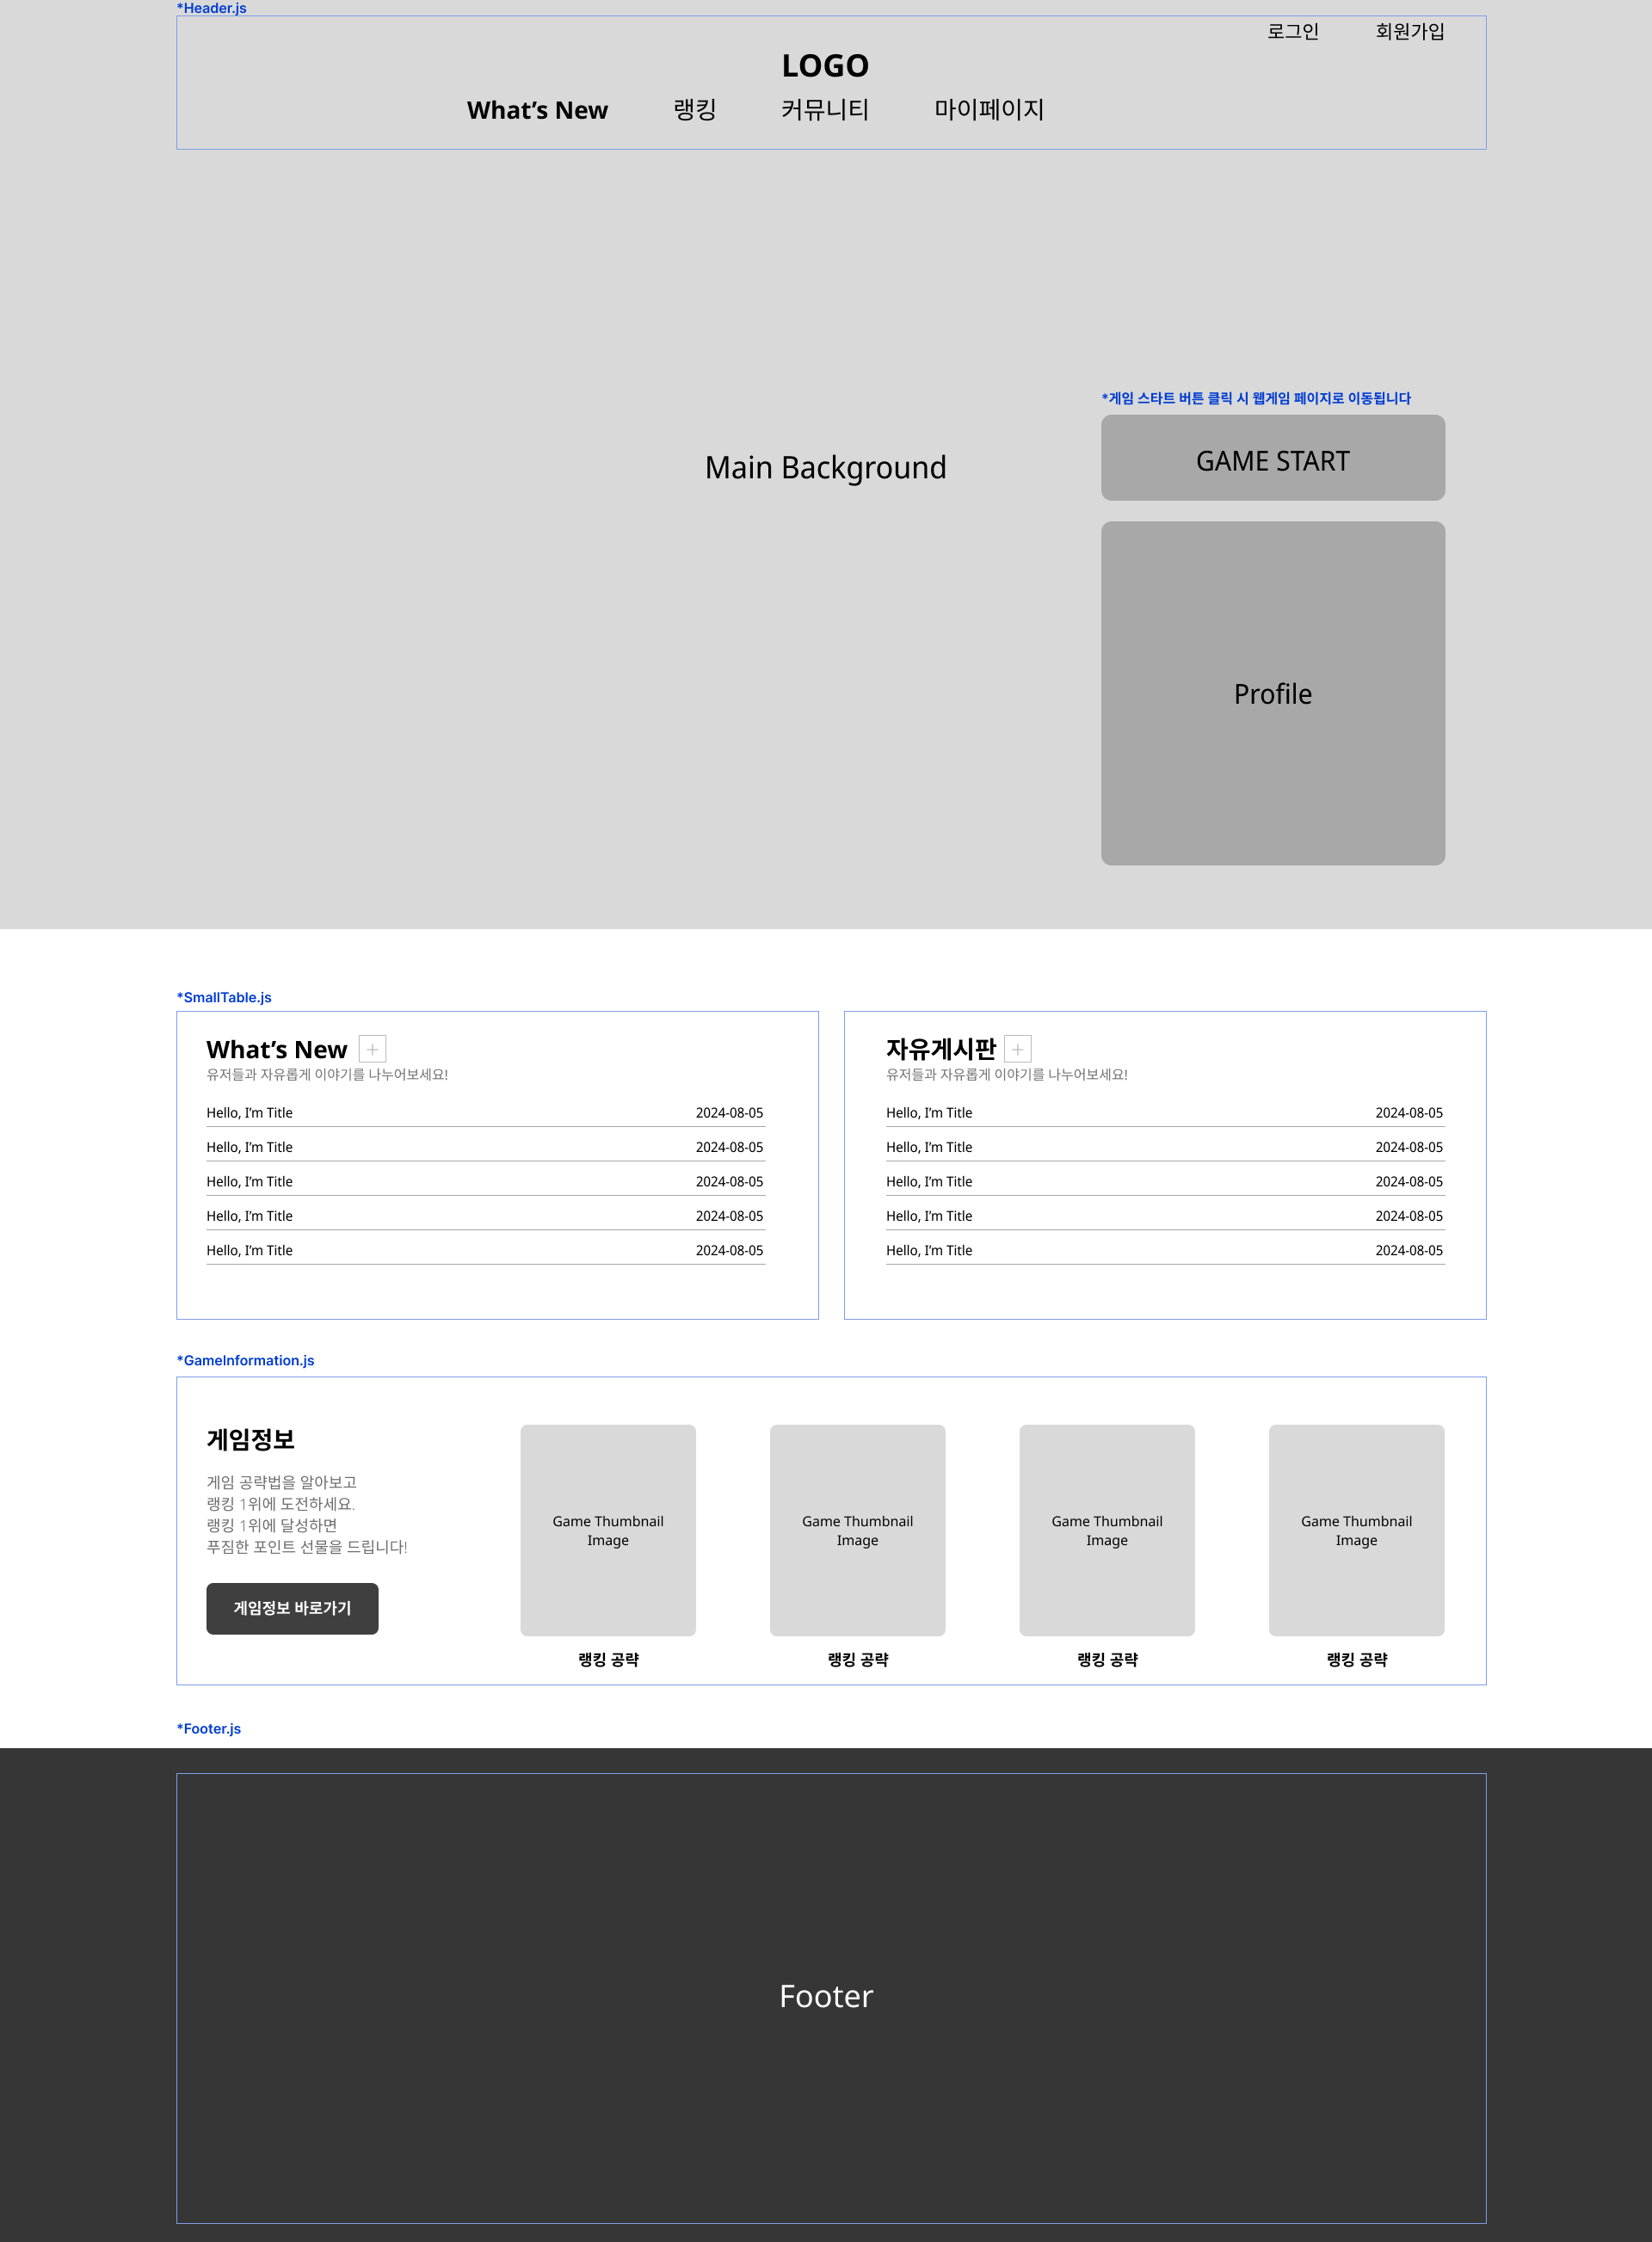 *Header.js
로그인 회원가입
LOGO
What’s New 랭킹 커뮤니티 마이페이지
*게임 스타트 버튼 클릭 시 웹게임 페이지로 이동됩니다
GAME START
Main Background
Profile
*SmallTable.js
What’s New +
유저들과 자유롭게 이야기를 나누어보세요!
Hello, I’m Title 2024-08-05
Hello, I’m Title 2024-08-05
Hello, I’m Title 2024-08-05
Hello, I’m Title 2024-08-05
Hello, I’m Title 2024-08-05
자유게시판 +
유저들과 자유롭게 이야기를 나누어보세요!
Hello, I’m Title 2024-08-05
Hello, I’m Title 2024-08-05
Hello, I’m Title 2024-08-05
Hello, I’m Title 2024-08-05
Hello, I’m Title 2024-08-05
*GameInformation.js
게임정보
게임 공략법을 알아보고
랭킹 1위에 도전하세요.
랭킹 1위에 달성하면
푸짐한 포인트 선물을 드립니다!
게임정보 바로가기
Game Thumbnail
Image
랭킹 공략
Game Thumbnail
Image
랭킹 공략
Game Thumbnail
Image
랭킹 공략
Game Thumbnail
Image
랭킹 공략
*Footer.js
Footer